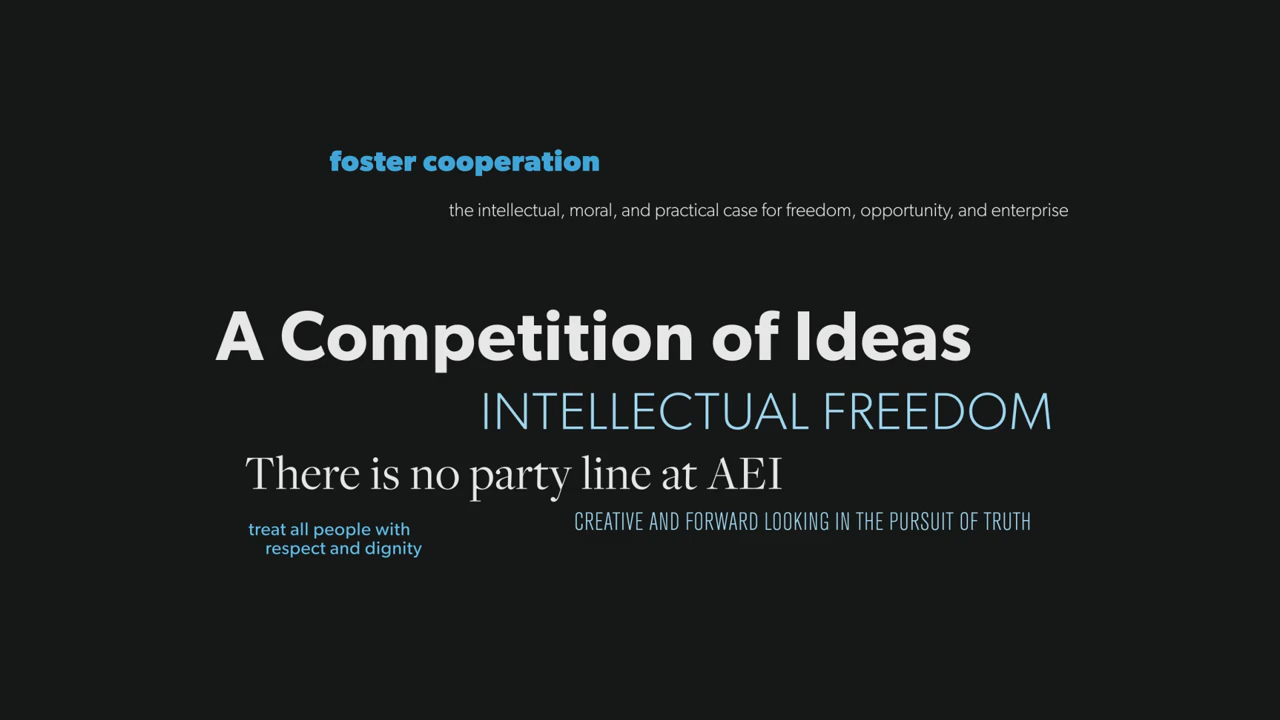 foster cooperation
the intellectual, moral, and practical case for freedom, opportunity, and enterprise
A Competition of Ideas
INTELLECTUAL FREEDOM
There is no party line at AEI
CREATIVE AND FORWARD LOOKING IN THE PURSUIT OF TRUTH
treat all people with
respect and dignity